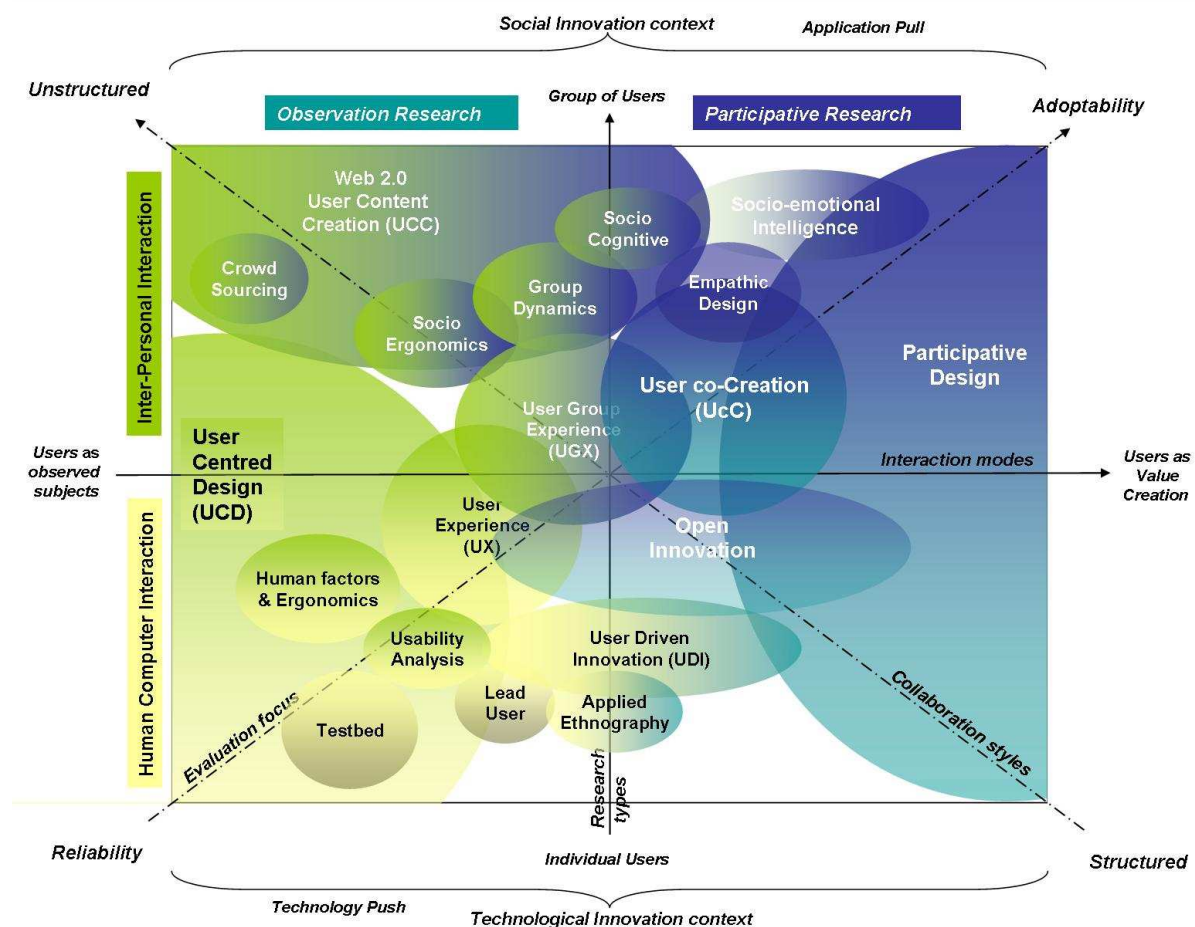 Social Innovation context
Application Pull
Unstructured
Observation Research
Group of Users
Participative Research
Adoptability
Inter-Personal Interaction
Web 2.0
User Content
Creation (UCC)
Socio
Cognitive
Socio-emotional
Intelligence
Crowd
Sourcing
Group
Dynamics
Empathic
Design
Socio
Ergonomics
Participative
Design
User co-Creation
(UcC)
User Group
Experience
(UGX)
User
Centred
Design
(UCD)
Users as
observed
subjects
Interaction modes
Users as
Value
Creation
Human Computer Interaction
User
Experience
(UX)
Open
Innovation
Human factors
& Ergonomics
Usability
Analysis
User Driven
Innovation (UDI)
Lead
User
Applied
Ethnography
Testbed
Evaluation focus
Collaboration styles
Research
types
Reliability
Individual Users
Structured
Technology Push
Technological Innovation context